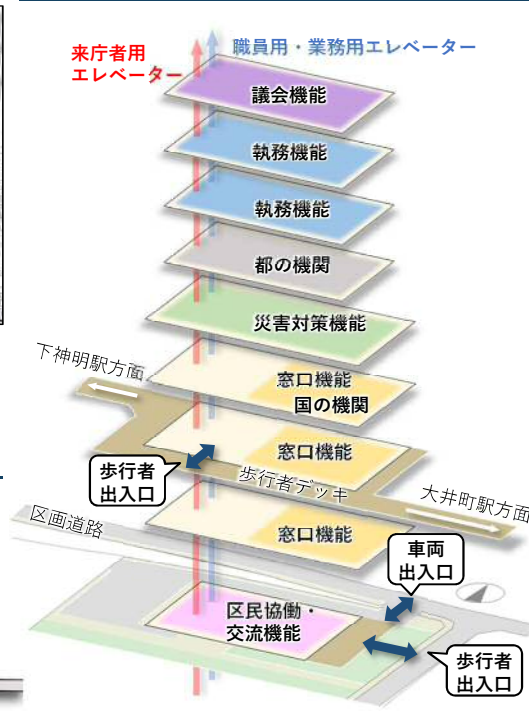 来庁者用
エレベーター
職員用・業務用エレベーター
議会機能
執務機能
執務機能
都の機関
災害対策機能
下神明駅方面
窓口機能
国の機関
窓口機能
歩行者
出入口
歩行者デッキ
大井町駅方面
区画道路
窓口機能
車両
出入口
区民協働・
交流機能
歩行者
出入口